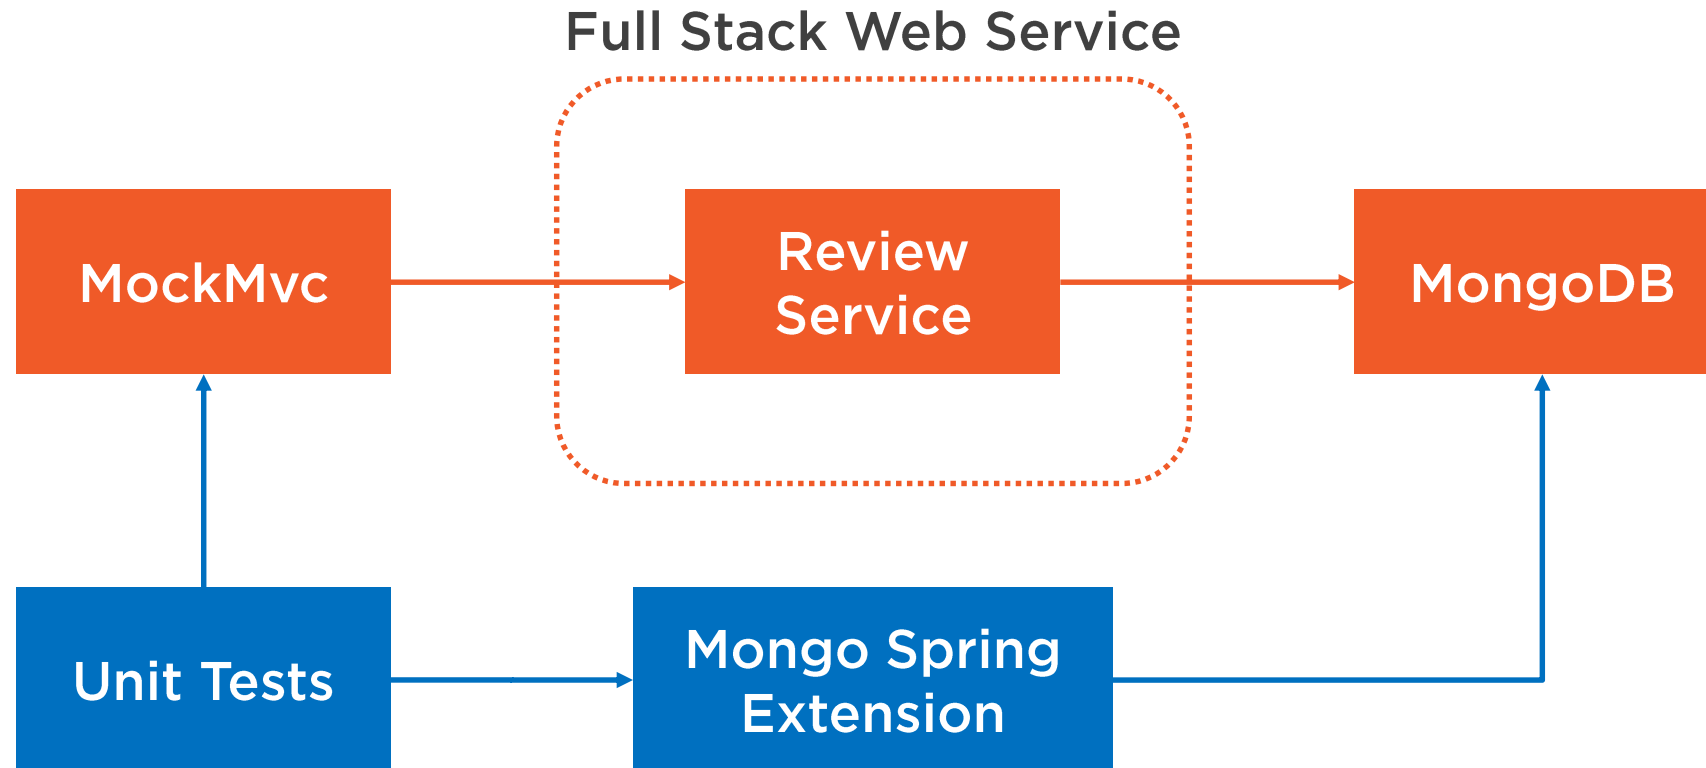 Full Stack Web Service
MockMvc
Review
Service
MongoDB
Unit Tests
Mongo Spring
Extension